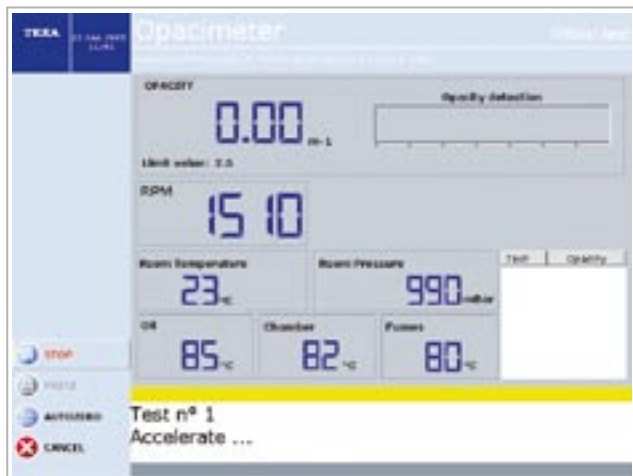 TEXA
Opacimeter
OPACITY
0.00 m-1
Opacity detection
Limit value: 2.5
RPM
1510
Room Temperature
23 °C
Room Pressure
990 mBar
Test Opacity
Oil
85 °C
Chamber
82 °C
Fumes
80 °C
STOP
AUTOZERO
CANCEL
Test n° 1
Accelerate ...